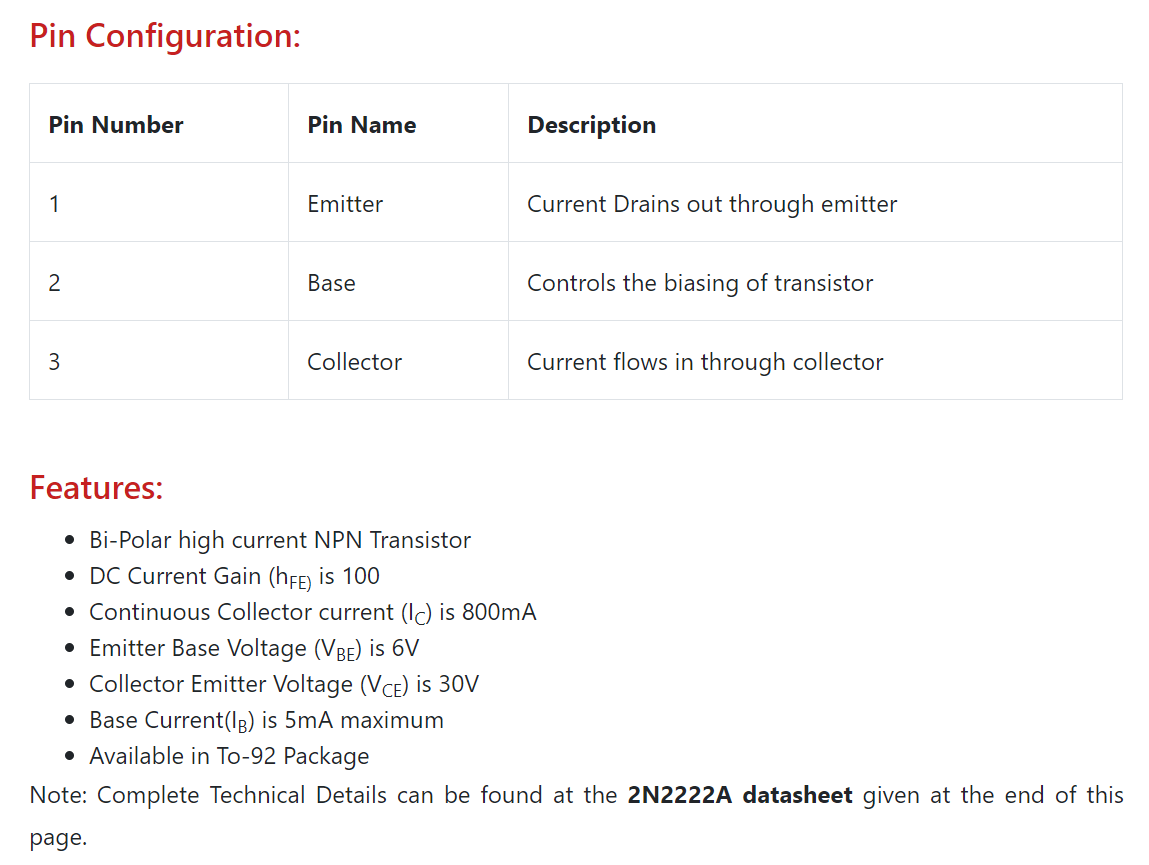 Pin Configuration:
Pin Number Pin Name Description
1 Emitter Current Drains out through emitter
2 Base Controls the biasing of transistor
3 Collector Current flows in through collector
Features:
Bi-Polar high current NPN Transistor
DC Current Gain (hFE) is 100
Continuous Collector current (IC) is 800mA
Emitter Base Voltage (VBE) is 6V
Collector Emitter Voltage (VCE) is 30V
Base Current(IB) is 5mA maximum
Available in To-92 Package
Note: Complete Technical Details can be found at the 2N2222A datasheet given at the end of this
page.